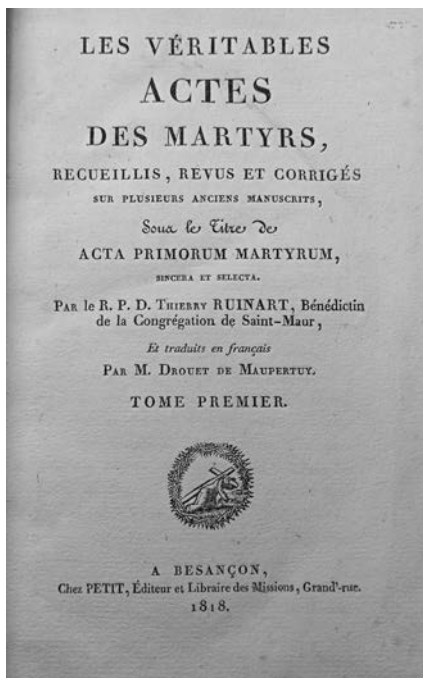 LES VÉRITABLES
ACTES
DES MARTYRS,
RECUEILLIS, REVUS ET CORRIGÉS
SUR PLUSIEURS ANCIENS MANUSCRITS,
Sous le Titre De
ACTA PRIMORUM MARTYRUM,
SINCERA ET SELECTA.
PAR le R. P. D. THIERRY RUINART, Bénédictin
de la Congrégation de Saint-Maur,
Et traduits en français
PAR M. DROUET DE MAUPERTUY.
TOME PREMIER.
A BESANÇON,
Chez PETIT, Éditeur et Libraire des Missions, Grand'-rue.
1818.